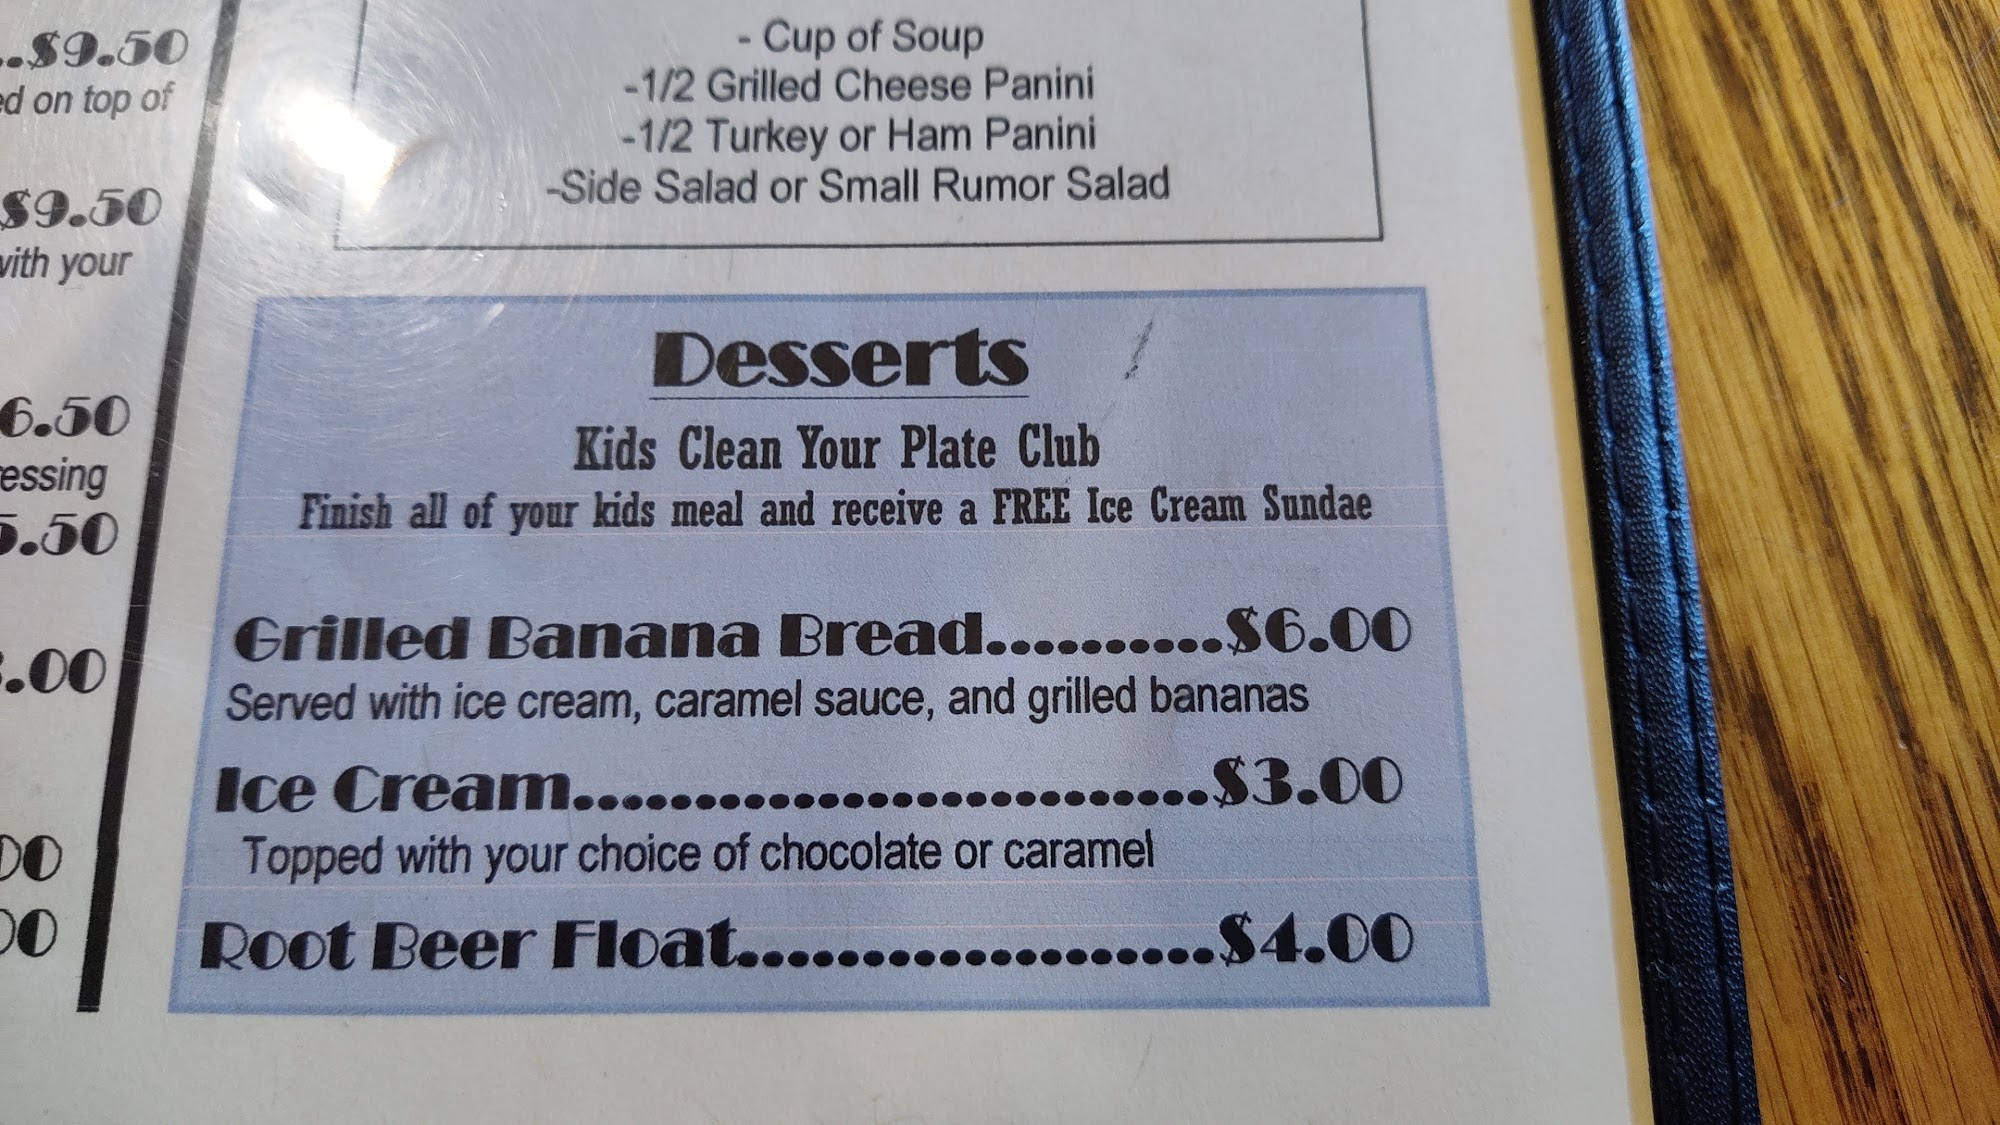 ..$9.50
on top of
$9.50
with your
6.50
5.50
.00
00
00
- Cup of Soup
-1/2 Grilled Cheese Panini
-1/2 Turkey or Ham Panini
-Side Salad or Small Rumor Salad
Desserts
Kids Clean Your Plate Club
Finish all of your kids meal and receive a FREE Ice Cream Sundae
Grilled Banana Bread..........$6.00
Served with ice cream, caramel sauce, and grilled bananas
Ice Cream..........................$3.00
Topped with your choice of chocolate or caramel
Root Beer Float...................$4.00